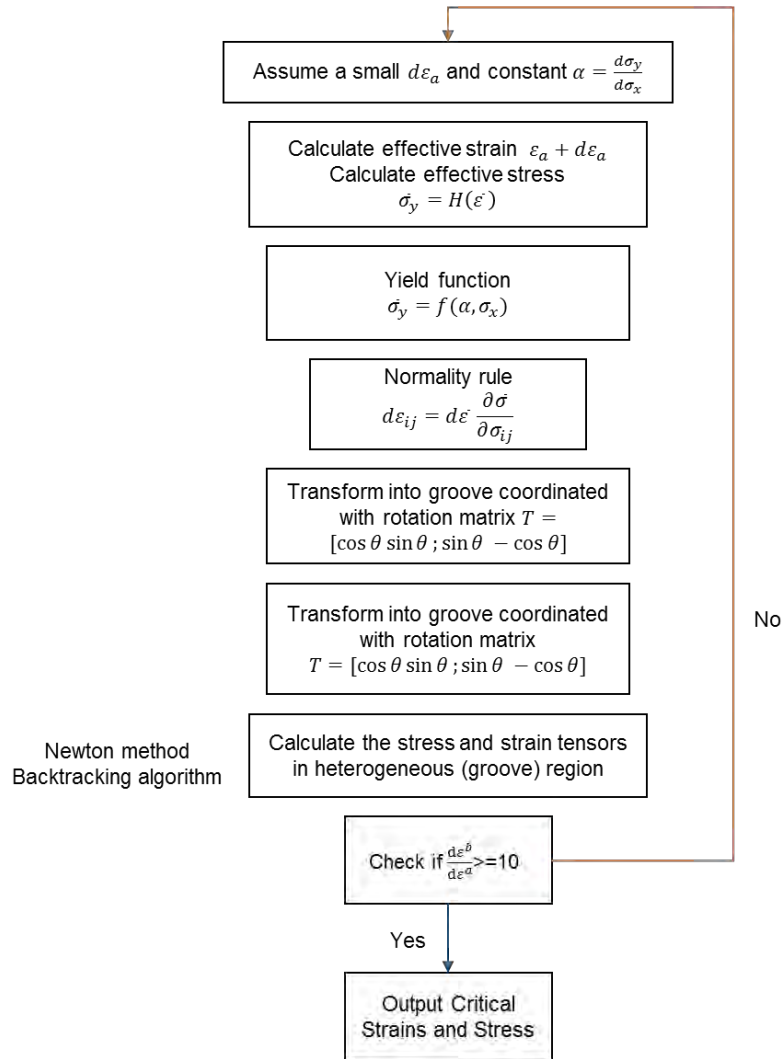 Assume a small dε_a and constant α = dσ_y/dσ_x
Calculate effective strain ε_a + dε_a
Calculate effective stress
σ̇_y = H(ε̇)
Yield function
σ̇_y = f(α, σ_x)
Normality rule
dε_ij = dε̇ ∂σ̇/∂σ_ij
Transform into groove coordinated
with rotation matrix T =
[cos θ sin θ ; sin θ − cos θ]
Transform into groove coordinated
with rotation matrix
T = [cos θ sin θ ; sin θ − cos θ]
No
Newton method
Backtracking algorithm
Calculate the stress and strain tensors
in heterogeneous (groove) region
Check if dε^b/dε^a >=10
Yes
Output Critical
Strains and Stress